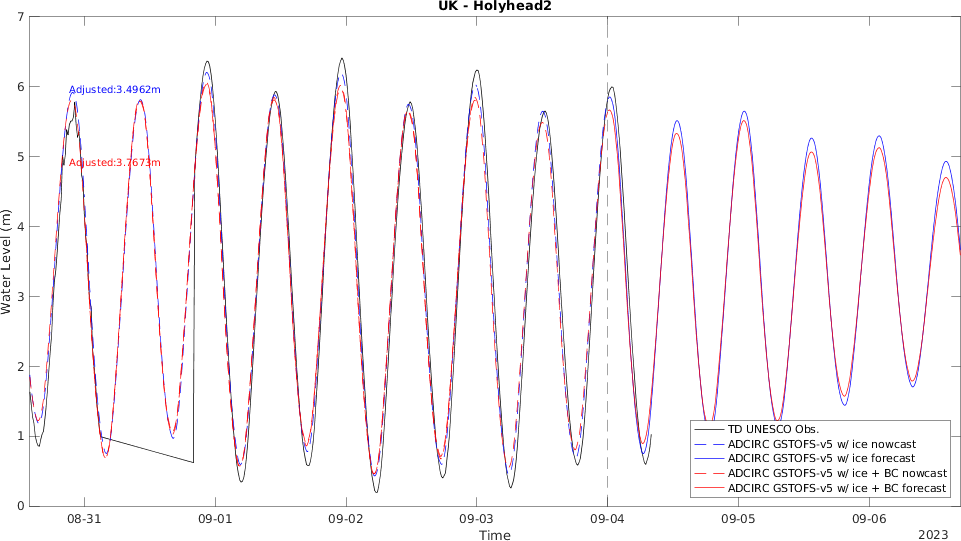 UK - Holyhead2
7
6
5
4
3
2
1
0
Water Level (m)
Adjusted:3.4962m
Adjusted:3.7673m
TD UNESCO Obs.
ADCIRC GSTOFS-v5 w/ ice nowcast
ADCIRC GSTOFS-v5 w/ ice forecast
ADCIRC GSTOFS-v5 w/ ice + BC nowcast
ADCIRC GSTOFS-v5 w/ ice + BC forecast
08-31 09-01 09-02 09-03 09-04 09-05 09-06
Time
2023